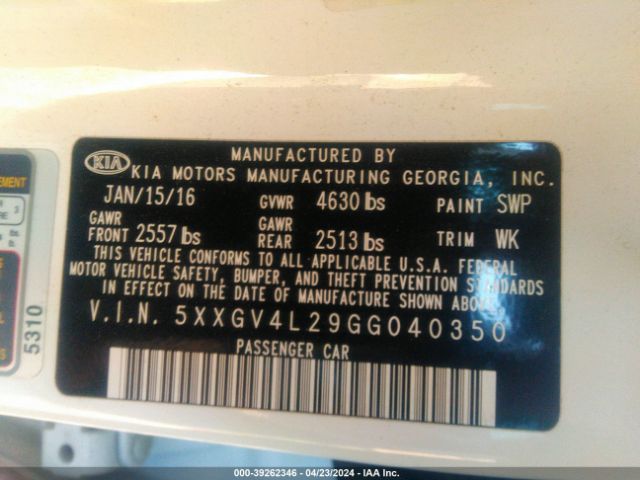 EMENT
3
5310
KIA
MANUFACTURED BY
KIA MOTORS MANUFACTURING GEORGIA, INC.
JAN/15/16 GVWR 4630 lbs PAINT SWP
GAWR FRONT 2557 lbs GAWR REAR 2513 lbs TRIM WK
THIS VEHICLE CONFORMS TO ALL APPLICABLE U.S.A. FEDERAL
MOTOR VEHICLE SAFETY, BUMPER, AND THEFT PREVENTION STANDARDS
IN EFFECT ON THE DATE OF MANUFACTURE SHOWN ABOVE.
V.I.N. 5XXGV4L29GG040350
PASSENGER CAR
000-39262346 - 04/23/2024 - IAA Inc.